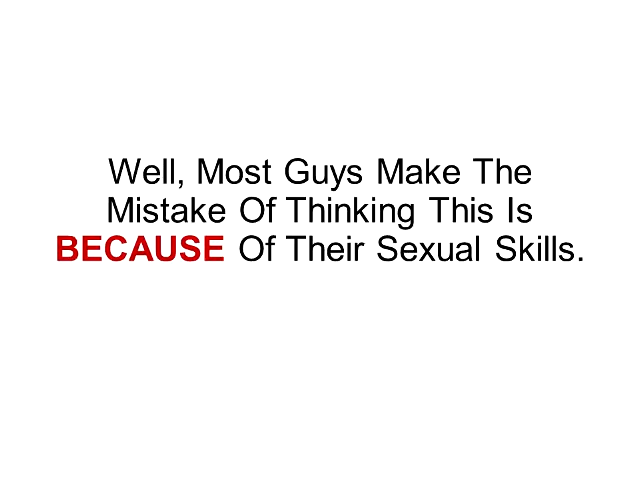 Well, Most Guys Make The
Mistake Of Thinking This Is
BECAUSE Of Their Sexual Skills.